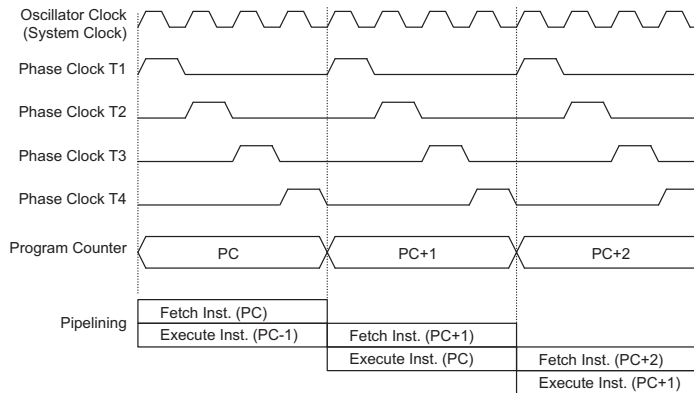 Oscillator Clock
(System Clock)
Phase Clock T1
Phase Clock T2
Phase Clock T3
Phase Clock T4
Program Counter
PC
PC+1
PC+2
Pipelining
Fetch Inst. (PC)
Execute Inst. (PC-1)
Fetch Inst. (PC+1)
Execute Inst. (PC)
Fetch Inst. (PC+2)
Execute Inst. (PC+1)